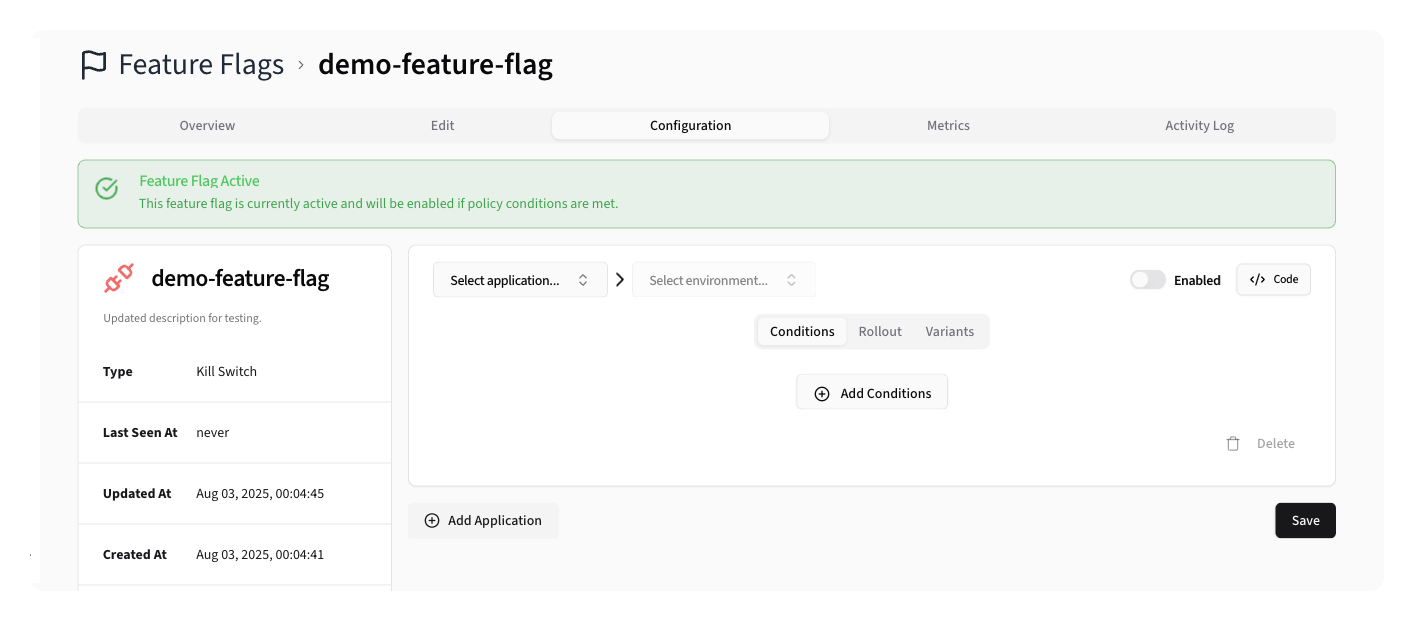 Feature Flags › demo-feature-flag
Overview Edit Configuration Metrics Activity Log
Feature Flag Active
This feature flag is currently active and will be enabled if policy conditions are met.
demo-feature-flag
Updated description for testing.
Type Kill Switch
Last Seen At never
Updated At Aug 03, 2025, 00:04:45
Created At Aug 03, 2025, 00:04:41
Select application... Select environment... Enabled </> Code
Conditions Rollout Variants
Add Conditions
Delete
Add Application Save